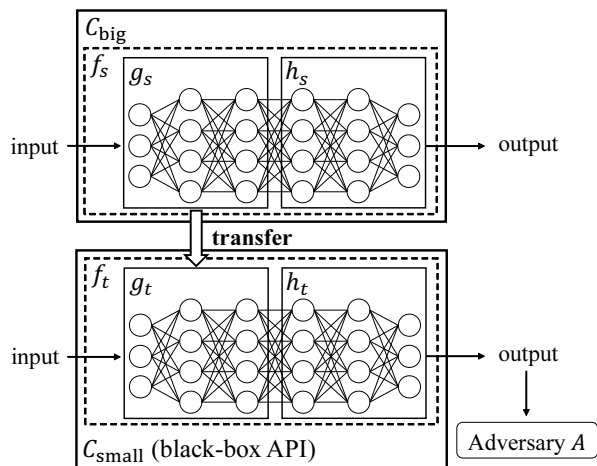 C_big
f_s
g_s
h_s
input
output
transfer
f_t
g_t
h_t
input
output
C_small (black-box API)
Adversary A